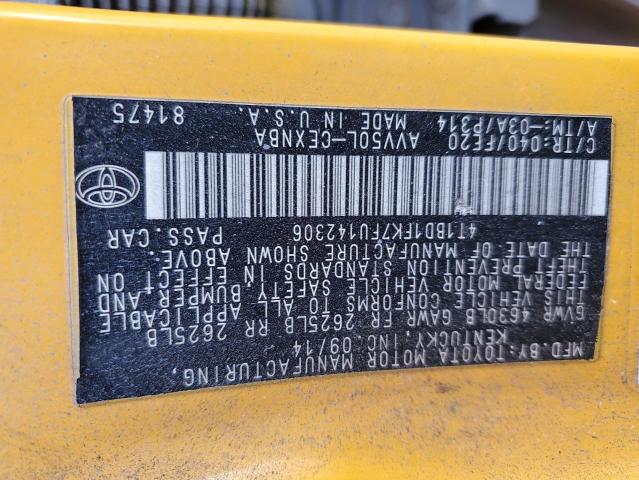 MFD.BY: TOYOTA MOTOR MANUFACTURING,
KENTUCKY, INC. 09/14
GVWR 4630LB GAWR FR 2625LB RR 2625LB
THIS VEHICLE CONFORMS TO ALL APPLICABLE
FEDERAL MOTOR VEHICLE SAFETY BUMPER, AND
THEFT PREVENTION STANDARDS IN EFFECT ON
THE DATE OF MANUFACTURE SHOWN ABOVE.
4T1BD1FK7FU142306 PASS. CAR
C/TR:040/FE20 AVV50L-CEXNBA
A/TM:-03A/P314 MADE IN U.S.A. 81475